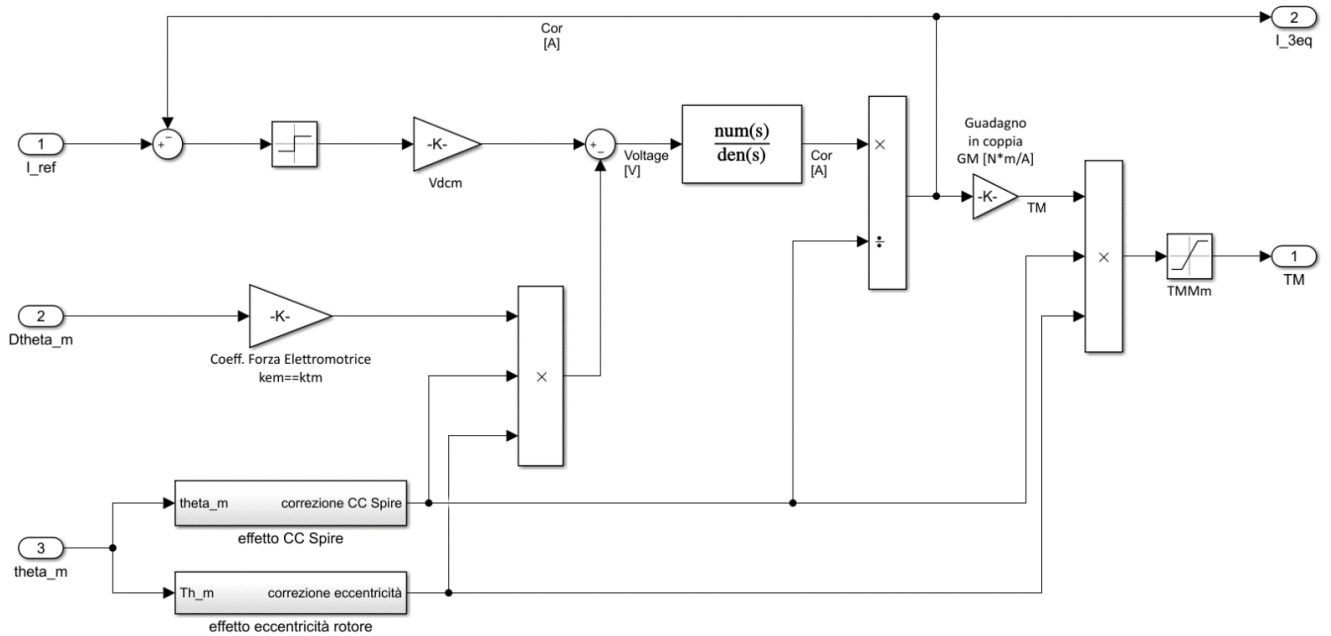 2
Cor
[A]
I_3eq
1
I_ref
+
−
-K-
Vdcm
+
−
Voltage
[V]
num(s)
den(s)
Cor
[A]
×
÷
Guadagno
in coppia
GM [N*m/A]
-K-
TM
×
TMMm
1
TM
2
Dtheta_m
-K-
Coeff. Forza Elettromotrice
kem==ktm
×
theta_m correzione CC Spire
effetto CC Spire
3
theta_m
Th_m correzione eccentricità
effetto eccentricità rotore